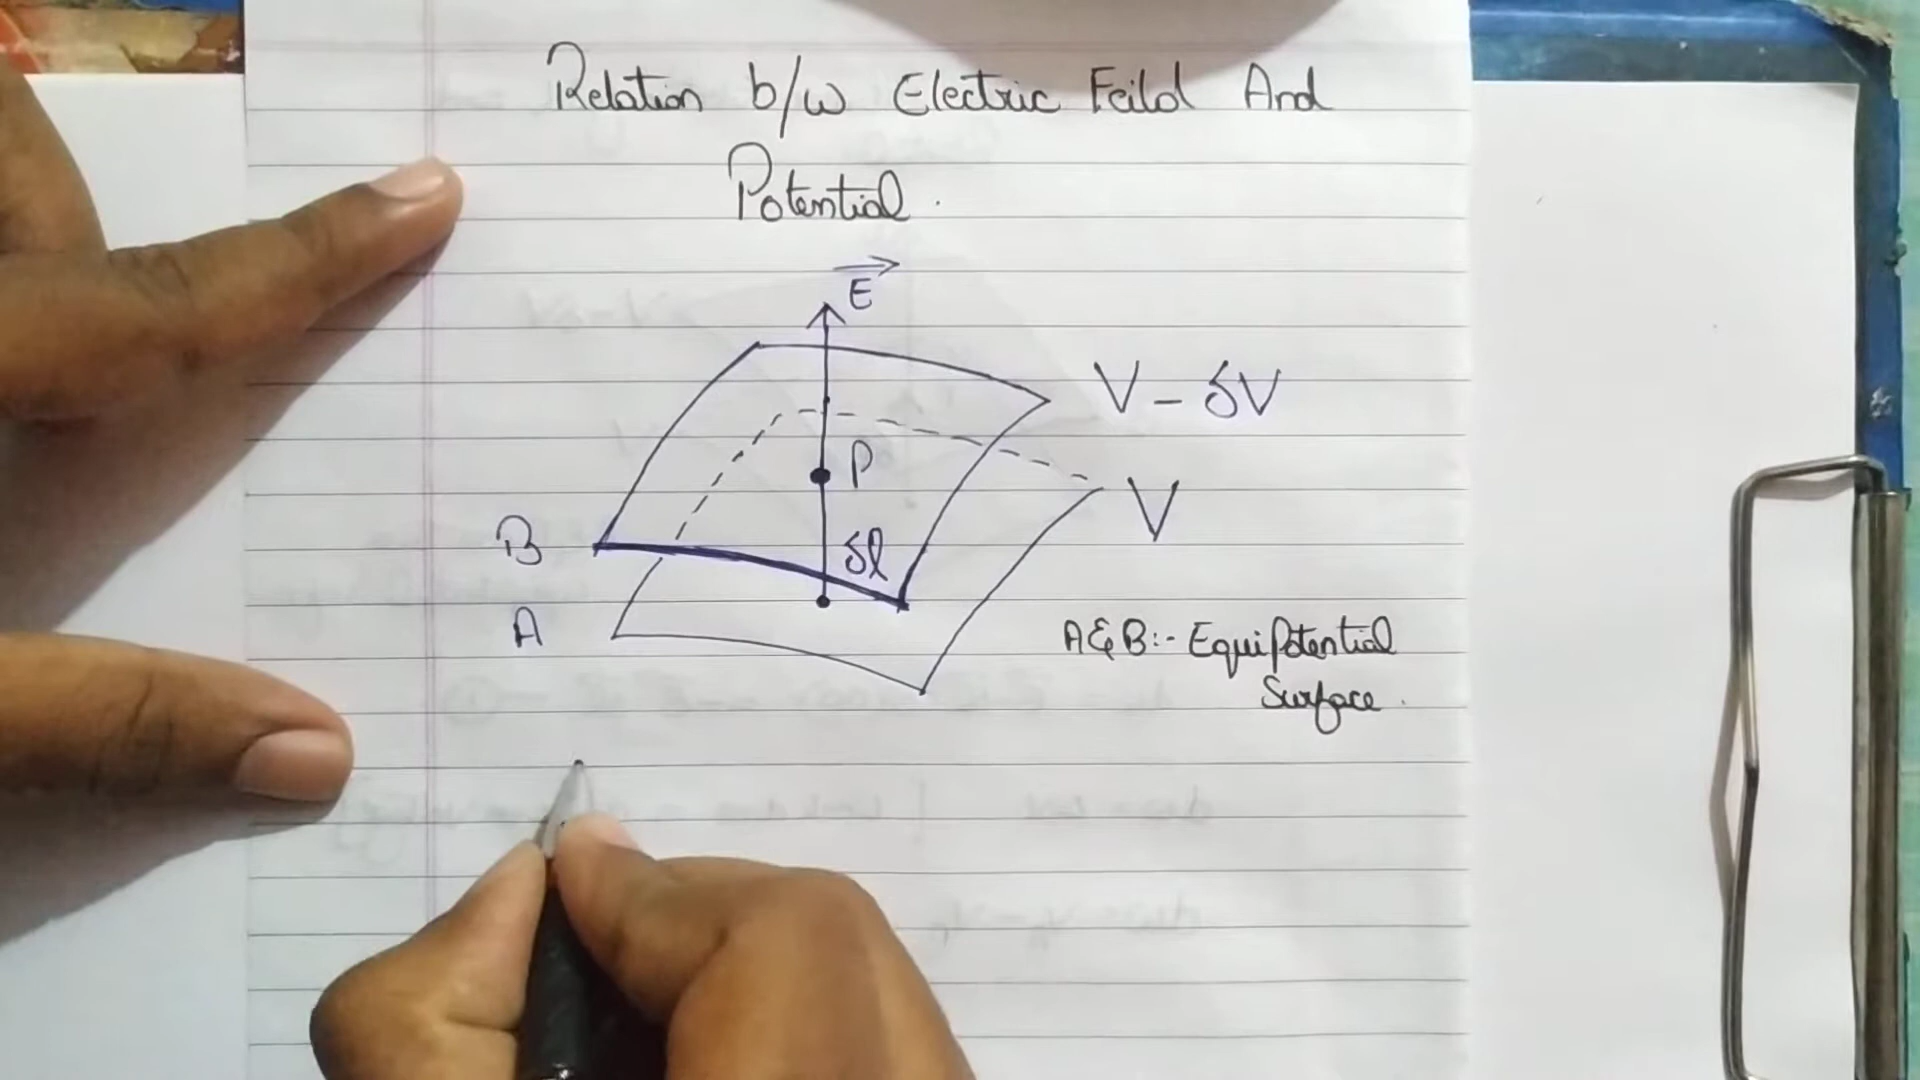 Relation b/w Electric Feild And
Potential.
E
V - δV
P
V
B
δl
A
A & B:- Equipotential
Surface.